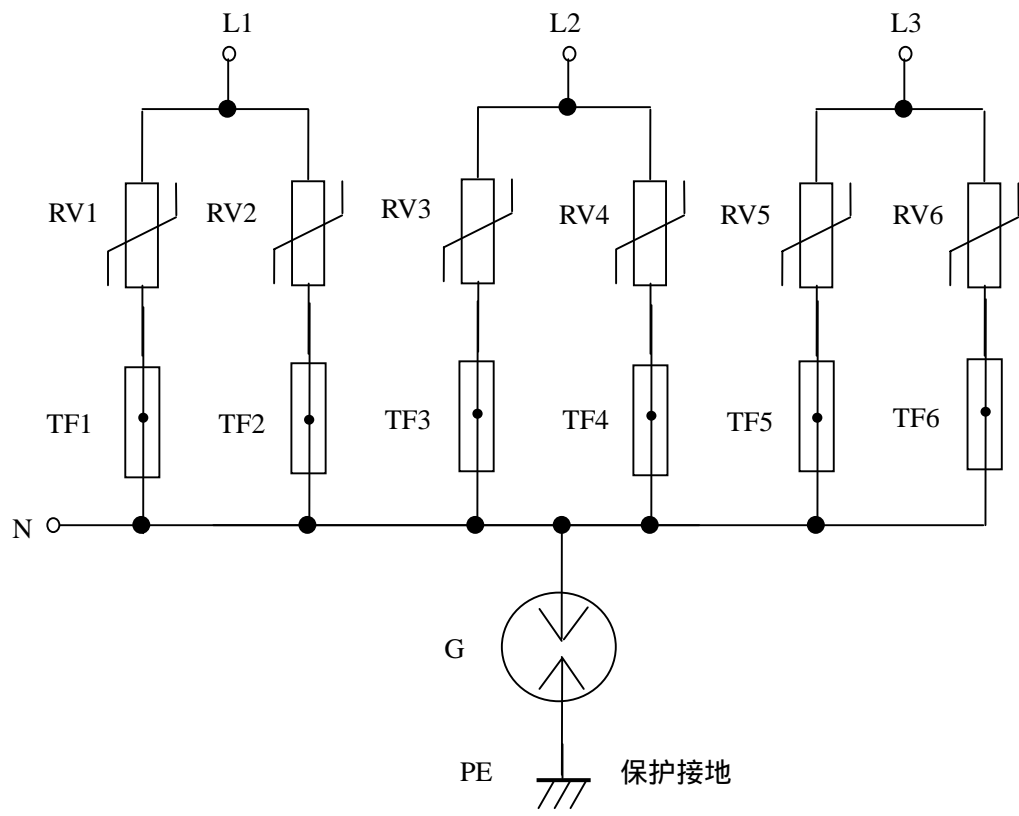 L1
L2
L3
RV1
RV2
RV3
RV4
RV5
RV6
TF1
TF2
TF3
TF4
TF5
TF6
N
G
PE
保护接地